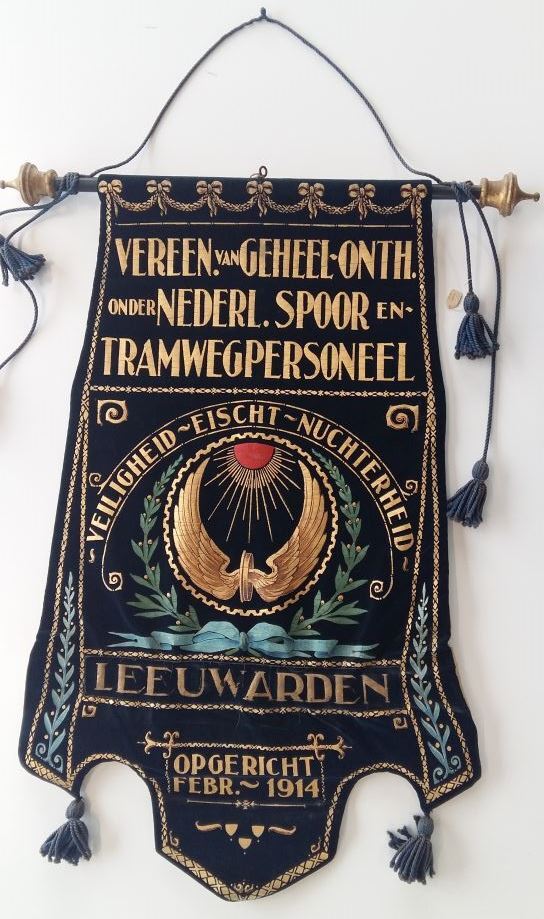 VEREEN. VAN GEHEEL-ONTH.
ONDER NEDERL. SPOOR EN-
TRAMWEGPERSONEEL
~VEILIGHEID~EISCHT~NUCHTERHEID~
LEEUWARDEN
OPGERICHT
FEBR.~ 1914